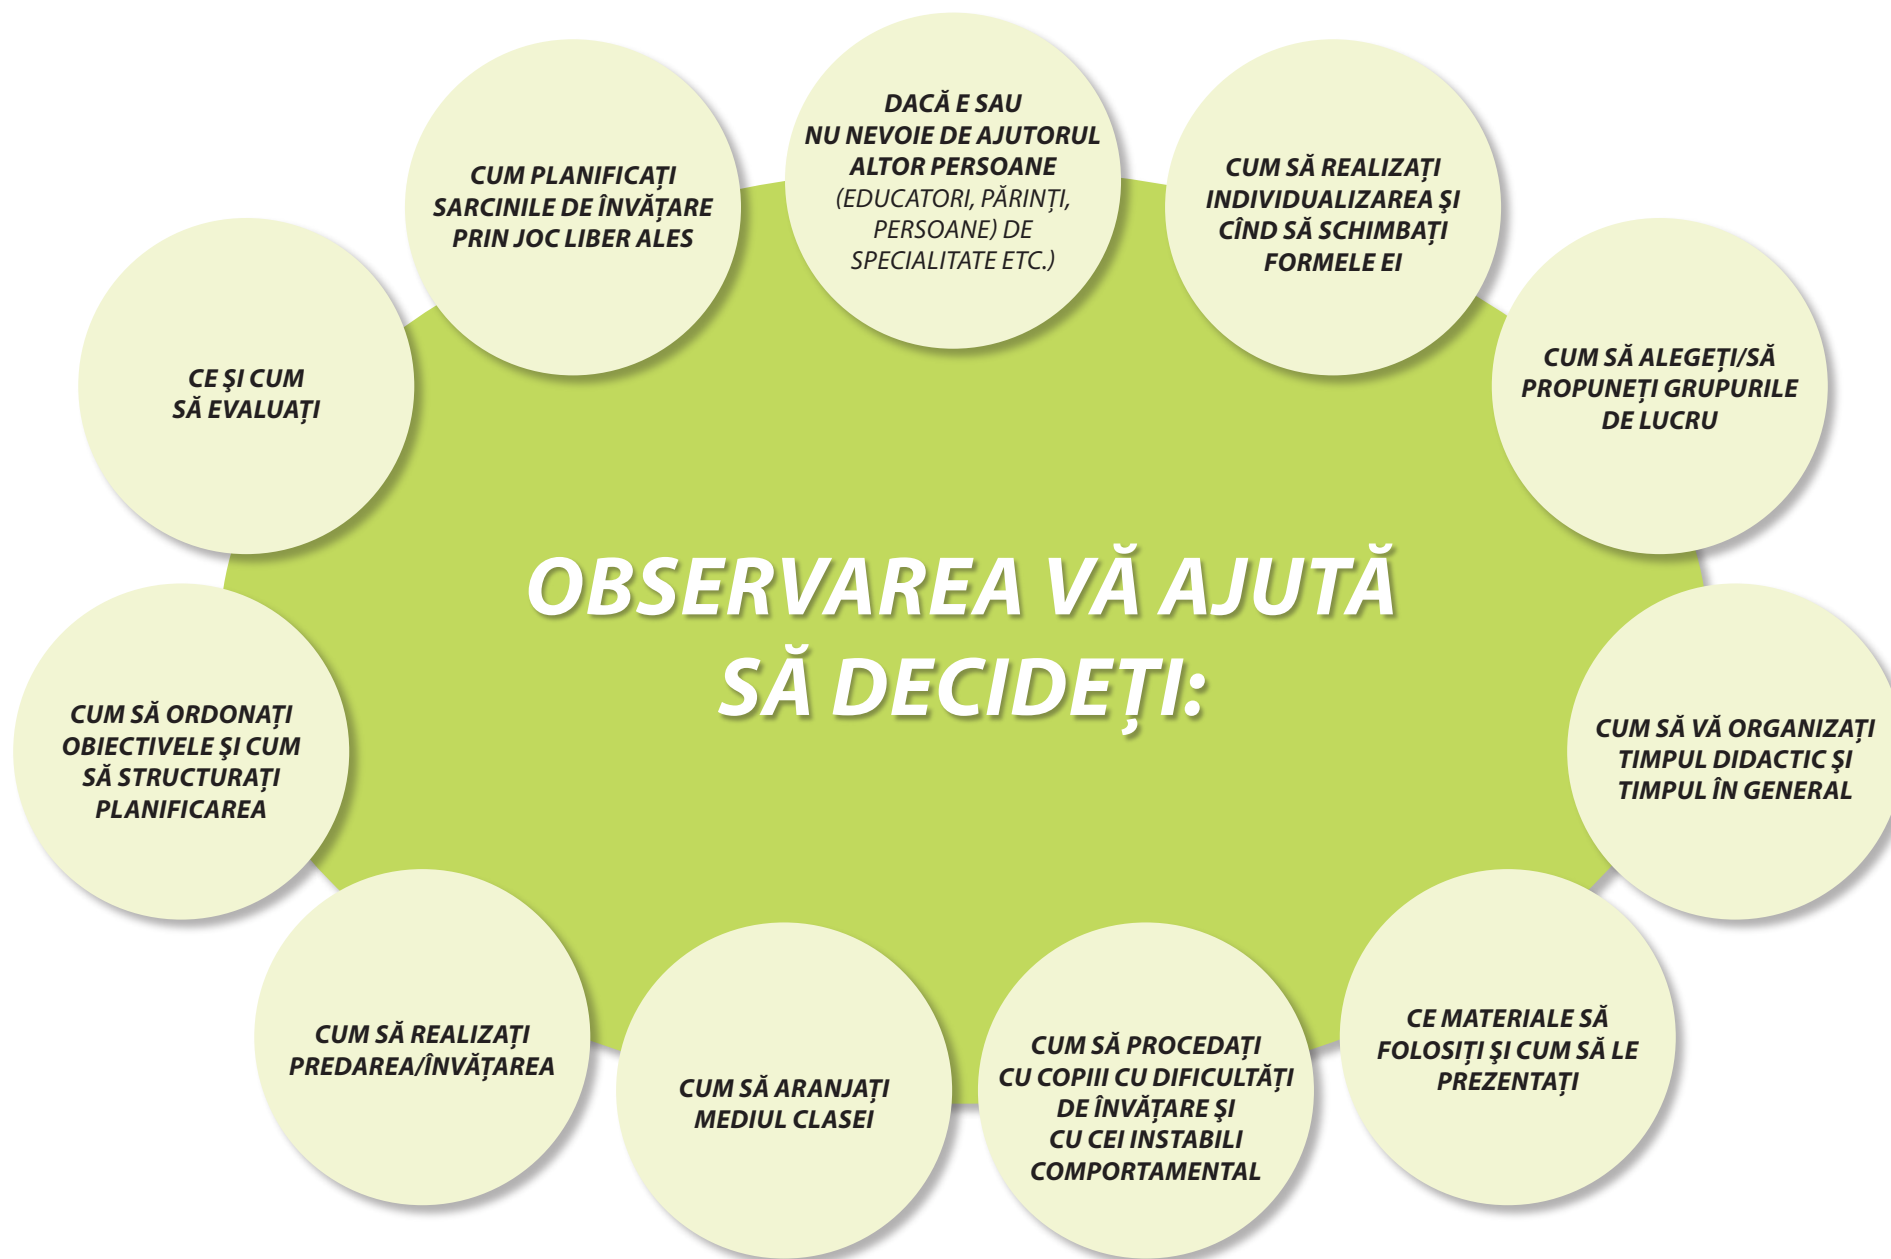 DACĂ E SAU
NU NEVOIE DE AJUTORUL
ALTOR PERSOANE
(EDUCATORI, PĂRINȚI,
PERSOANE) DE
SPECIALITATE ETC.)
CUM PLANIFICAȚI
SARCINILE DE ÎNVĂȚARE
PRIN JOC LIBER ALES
CUM SĂ REALIZAȚI
INDIVIDUALIZAREA ŞI
CÎND SĂ SCHIMBAȚI
FORMELE EI
CE ŞI CUM
SĂ EVALUAȚI
CUM SĂ ALEGEȚI/SĂ
PROPUNEȚI GRUPURILE
DE LUCRU
OBSERVAREA VĂ AJUTĂ
SĂ DECIDEȚI:
CUM SĂ ORDONAȚI
OBIECTIVELE ŞI CUM
SĂ STRUCTURAȚI
PLANIFICAREA
CUM SĂ VĂ ORGANIZAȚI
TIMPUL DIDACTIC ŞI
TIMPUL ÎN GENERAL
CUM SĂ REALIZAȚI
PREDAREA/ÎNVĂȚAREA
CUM SĂ ARANJAȚI
MEDIUL CLASEI
CUM SĂ PROCEDAȚI
CU COPIII CU DIFICULTĂȚI
DE ÎNVĂȚARE ŞI
CU CEI INSTABILI
COMPORTAMENTAL
CE MATERIALE SĂ
FOLOSIȚI ŞI CUM SĂ LE
PREZENTAȚI